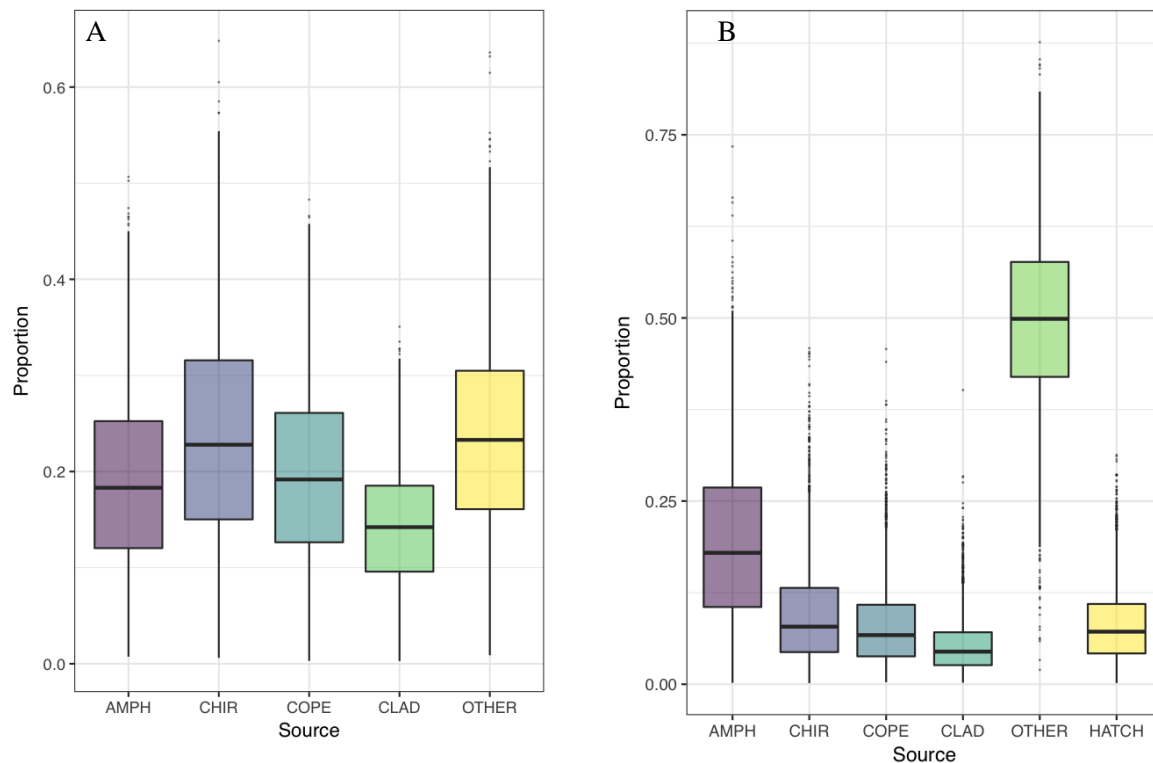 A
Proportion
0.6
0.4
0.2
0.0
AMPH CHIR COPE CLAD OTHER
Source
B
Proportion
0.75
0.50
0.25
0.00
AMPH CHIR COPE CLAD OTHER HATCH
Source